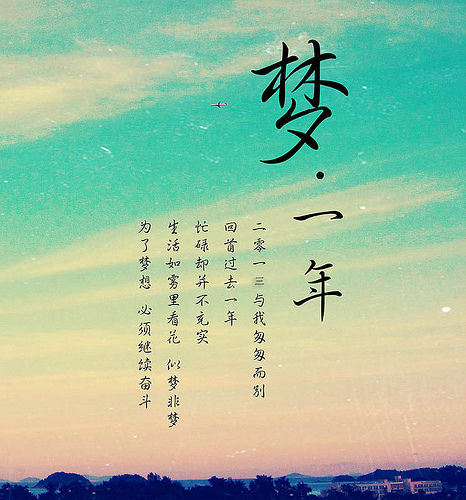 梦·一年
二零一三与我匆匆而别
回首过去一年
忙碌却并不充实
生活如雾里看花 似梦非梦
为了梦想 必须继续奋斗